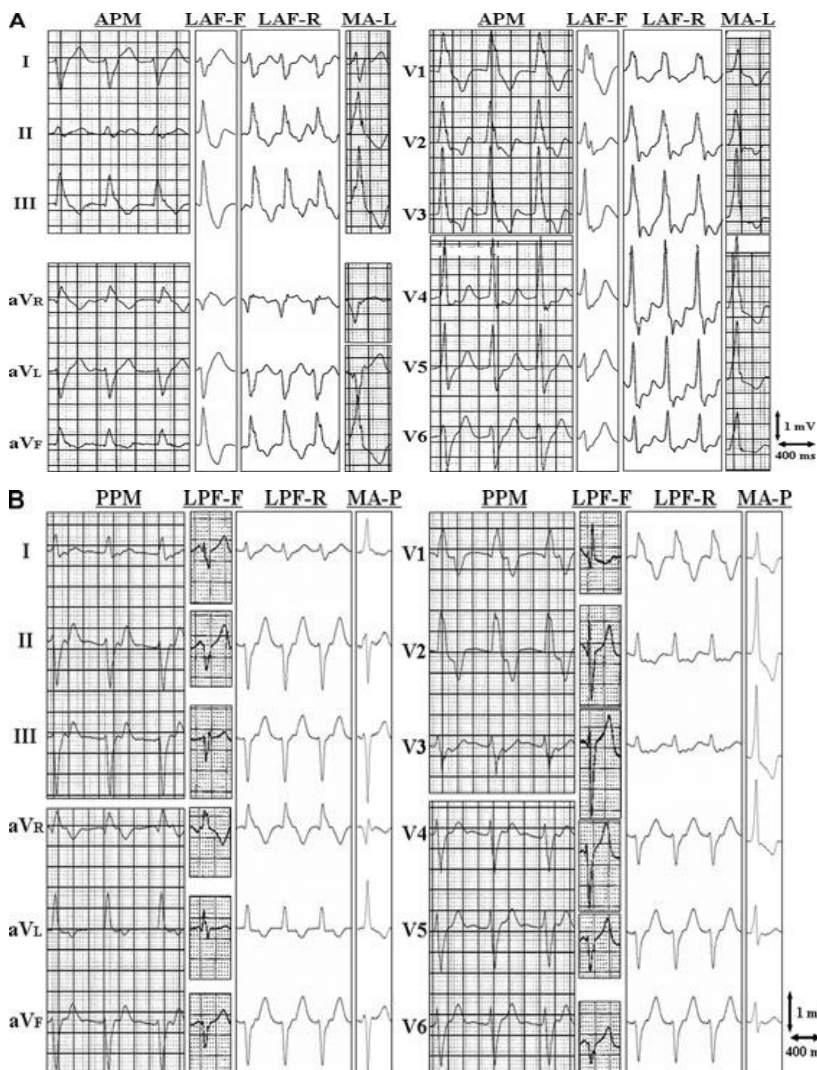 A
APM LAF-F LAF-R MA-L APM LAF-F LAF-R MA-L
I V1
II V2
III V3
aVR V4
aVL V5
aVF V6
1 mV
400 ms
B
PPM LPF-F LPF-R MA-P PPM LPF-F LPF-R MA-P
I V1
II V2
III V3
aVR V4
aVL V5
aVF V6
1 m
400 m